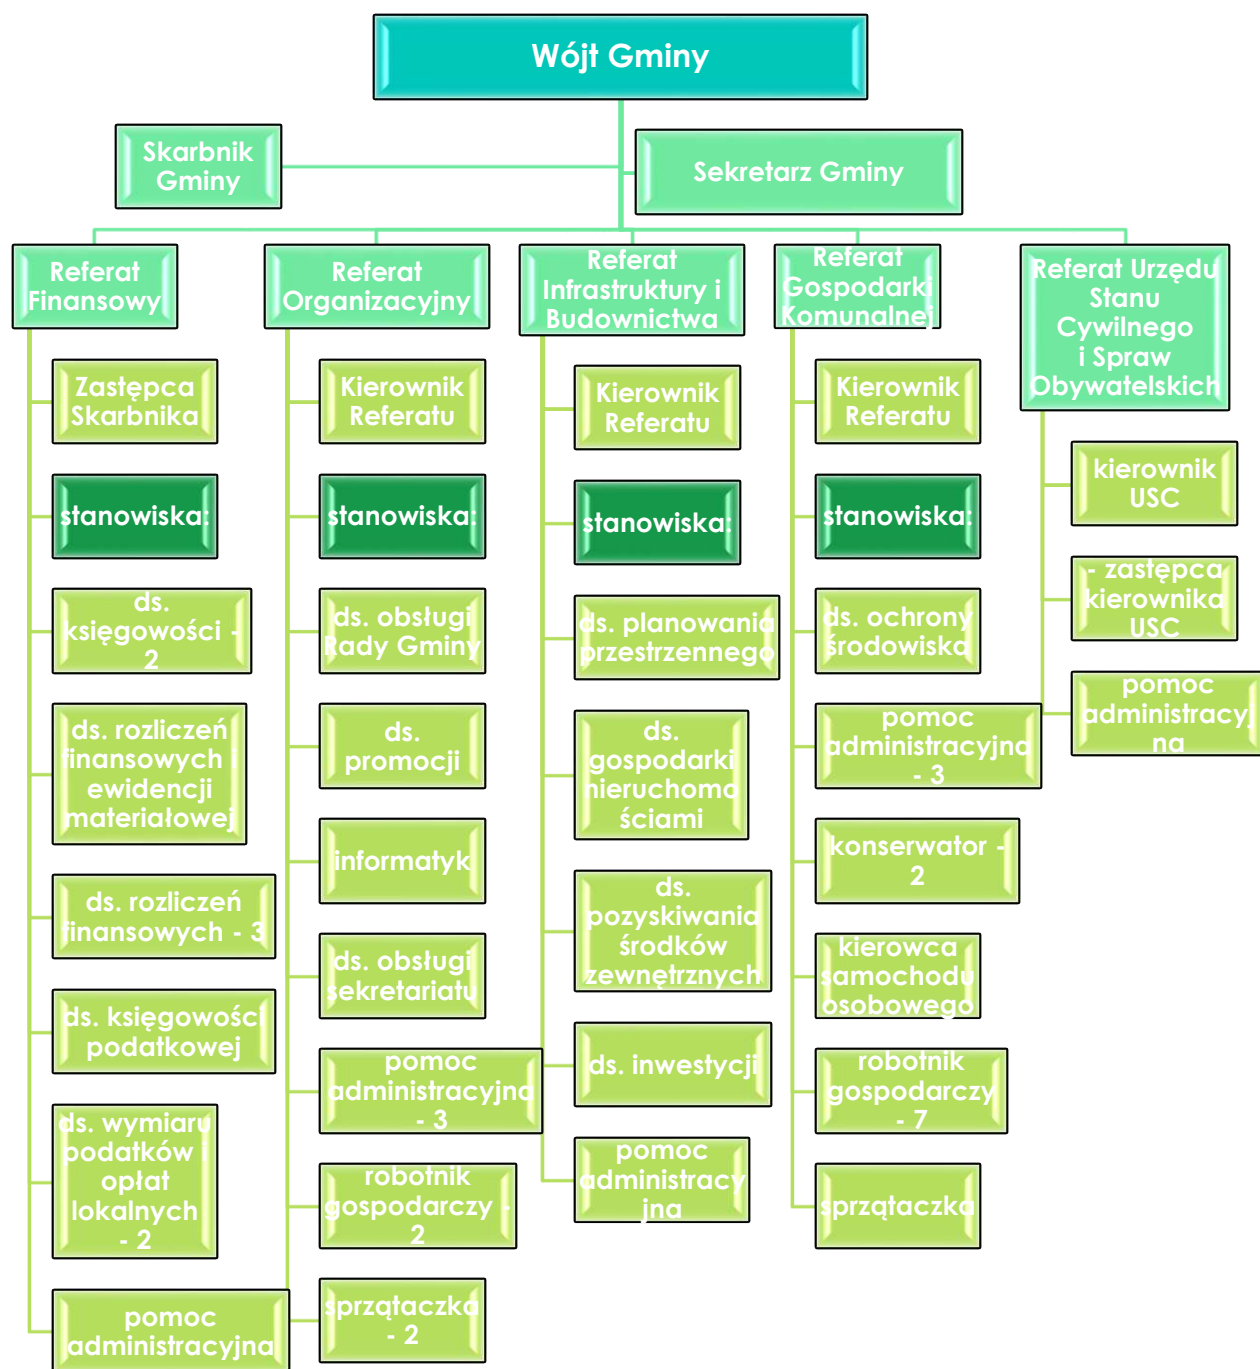 Wójt Gminy
Skarbnik
Gminy
Sekretarz Gminy
Referat
Finansowy
Zastępca
Skarbnika
stanowiska:
ds.
księgowości -
2
ds. rozliczeń
finansowych i
ewidencji
materiałowej
ds. rozliczeń
finansowych - 3
ds. księgowości
podatkowej
ds. wymiaru
podatków i
opłat
lokalnych
- 2
pomoc
administracyjna
Referat
Organizacyjny
Kierownik
Referatu
stanowiska:
ds. obsługi
Rady Gminy
ds.
promocji
informatyk
ds. obsługi
sekretariatu
pomoc
administracyjna
- 3
robotnik
gospodarczy -
2
sprzątaczka
- 2
Referat
Infrastruktury i
Budownictwa
Kierownik
Referatu
stanowiska:
ds. planowania
przestrzennego
ds.
gospodarki
nieruchomo
ściami
ds.
pozyskiwania
środków
zewnętrznych
ds. inwestycji
pomoc
administracy
jna
Referat
Gospodarki
Komunalnej
Kierownik
Referatu
stanowiska:
ds. ochrony
środowiska
pomoc
administracyjna
- 3
konserwator -
2
kierowca
samochodu
osobowego
robotnik
gospodarczy
- 7
sprzątaczka
Referat Urzędu
Stanu
Cywilnego
i Spraw
Obywatelskich
kierownik
USC
- zastępca
kierownika
USC
pomoc
administracyj
na